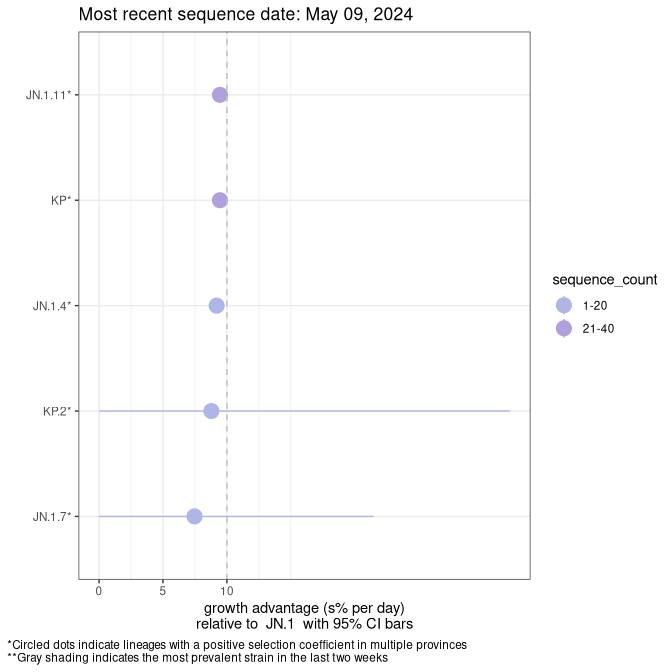 Most recent sequence date: May 09, 2024
JN.1.11*
KP*
JN.1.4*
KP.2*
JN.1.7*
0 5 10
growth advantage (s% per day)
relative to JN.1 with 95% CI bars
sequence_count
1-20
21-40
*Circled dots indicate lineages with a positive selection coefficient in multiple provinces
**Gray shading indicates the most prevalent strain in the last two weeks